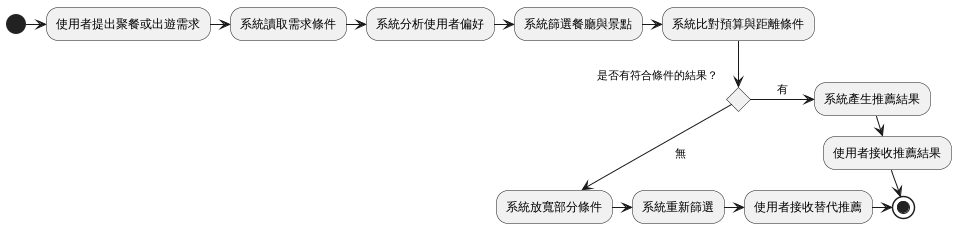 使用者提出聚餐或出遊需求
系統讀取需求條件
系統分析使用者偏好
系統篩選餐廳與景點
系統比對預算與距離條件
是否有符合條件的結果？
有
系統產生推薦結果
使用者接收推薦結果
無
系統放寬部分條件
系統重新篩選
使用者接收替代推薦